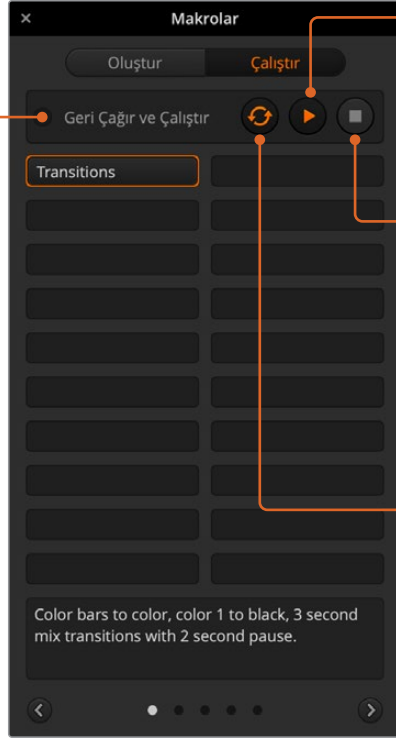 Makrolar
Oluştur
Çalıştır
Geri Çağır ve Çalıştır
Transitions
Color bars to color, color 1 to black, 3 second
mix transitions with 2 second pause.